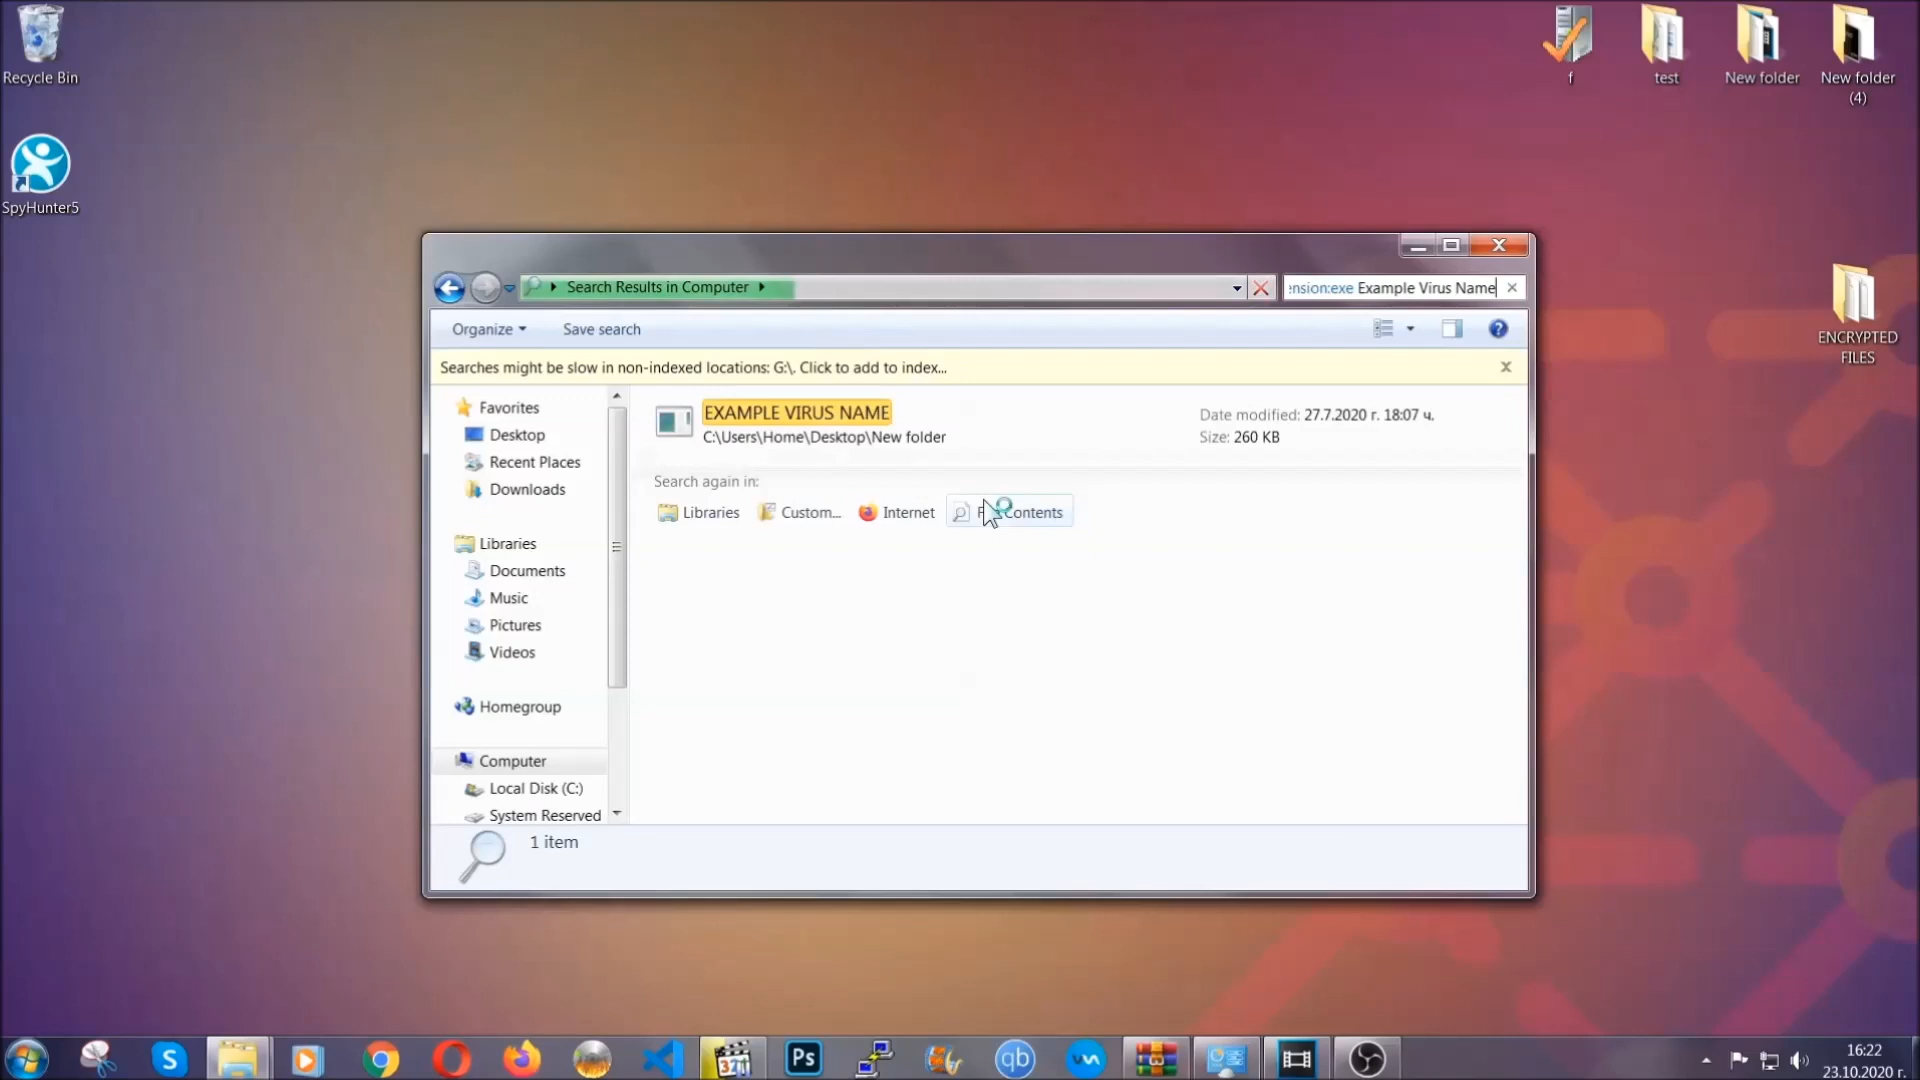 Recycle Bin
SpyHunter5
f
test
New folder
New folder
(4)
ENCRYPTED
FILES
Search Results in Computer
:nsion:exe Example Virus Name
Organize
Save search
Searches might be slow in non-indexed locations: G:\. Click to add to index...
Favorites
Desktop
Recent Places
Downloads
Libraries
Documents
Music
Pictures
Videos
Homegroup
Computer
Local Disk (C:)
System Reserved
EXAMPLE VIRUS NAME
C:\Users\Home\Desktop\New folder
Date modified: 27.7.2020 г. 18:07 ч.
Size: 260 KB
Search again in:
Libraries
Custom...
Internet
Contents
1 item
321
Ps
qb
16:22
23.10.2020 г.